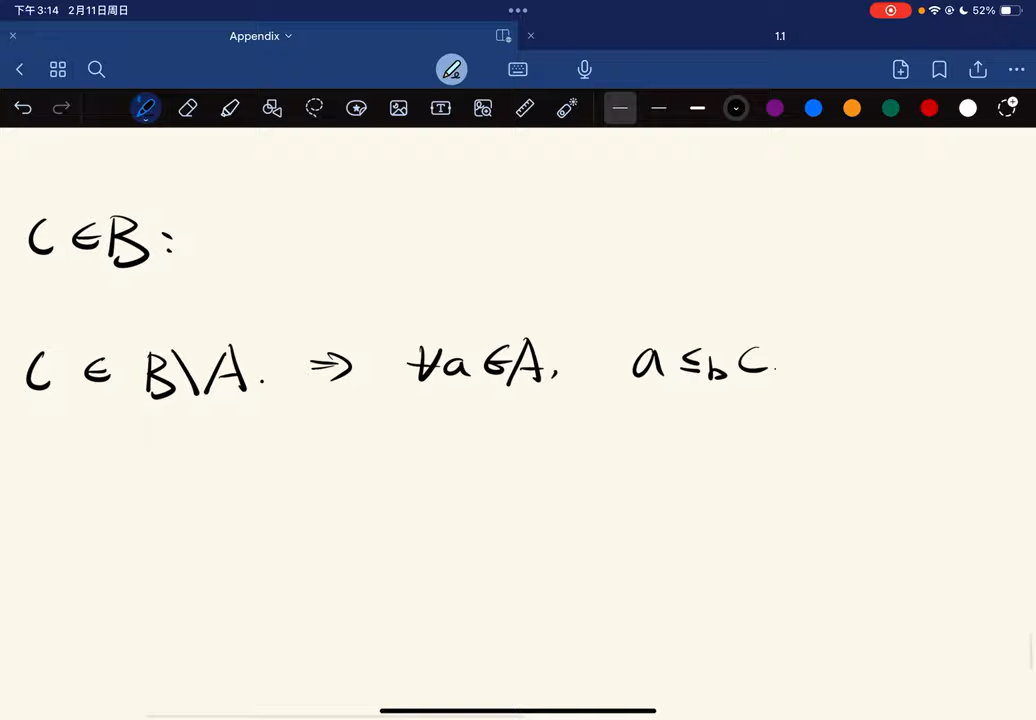 下午3:14 2月11日周日 52%
Appendix 1.1
C ∈ B :
C ∈ B\A. ⇒ ∀a ∈ A, a ≤_b C.